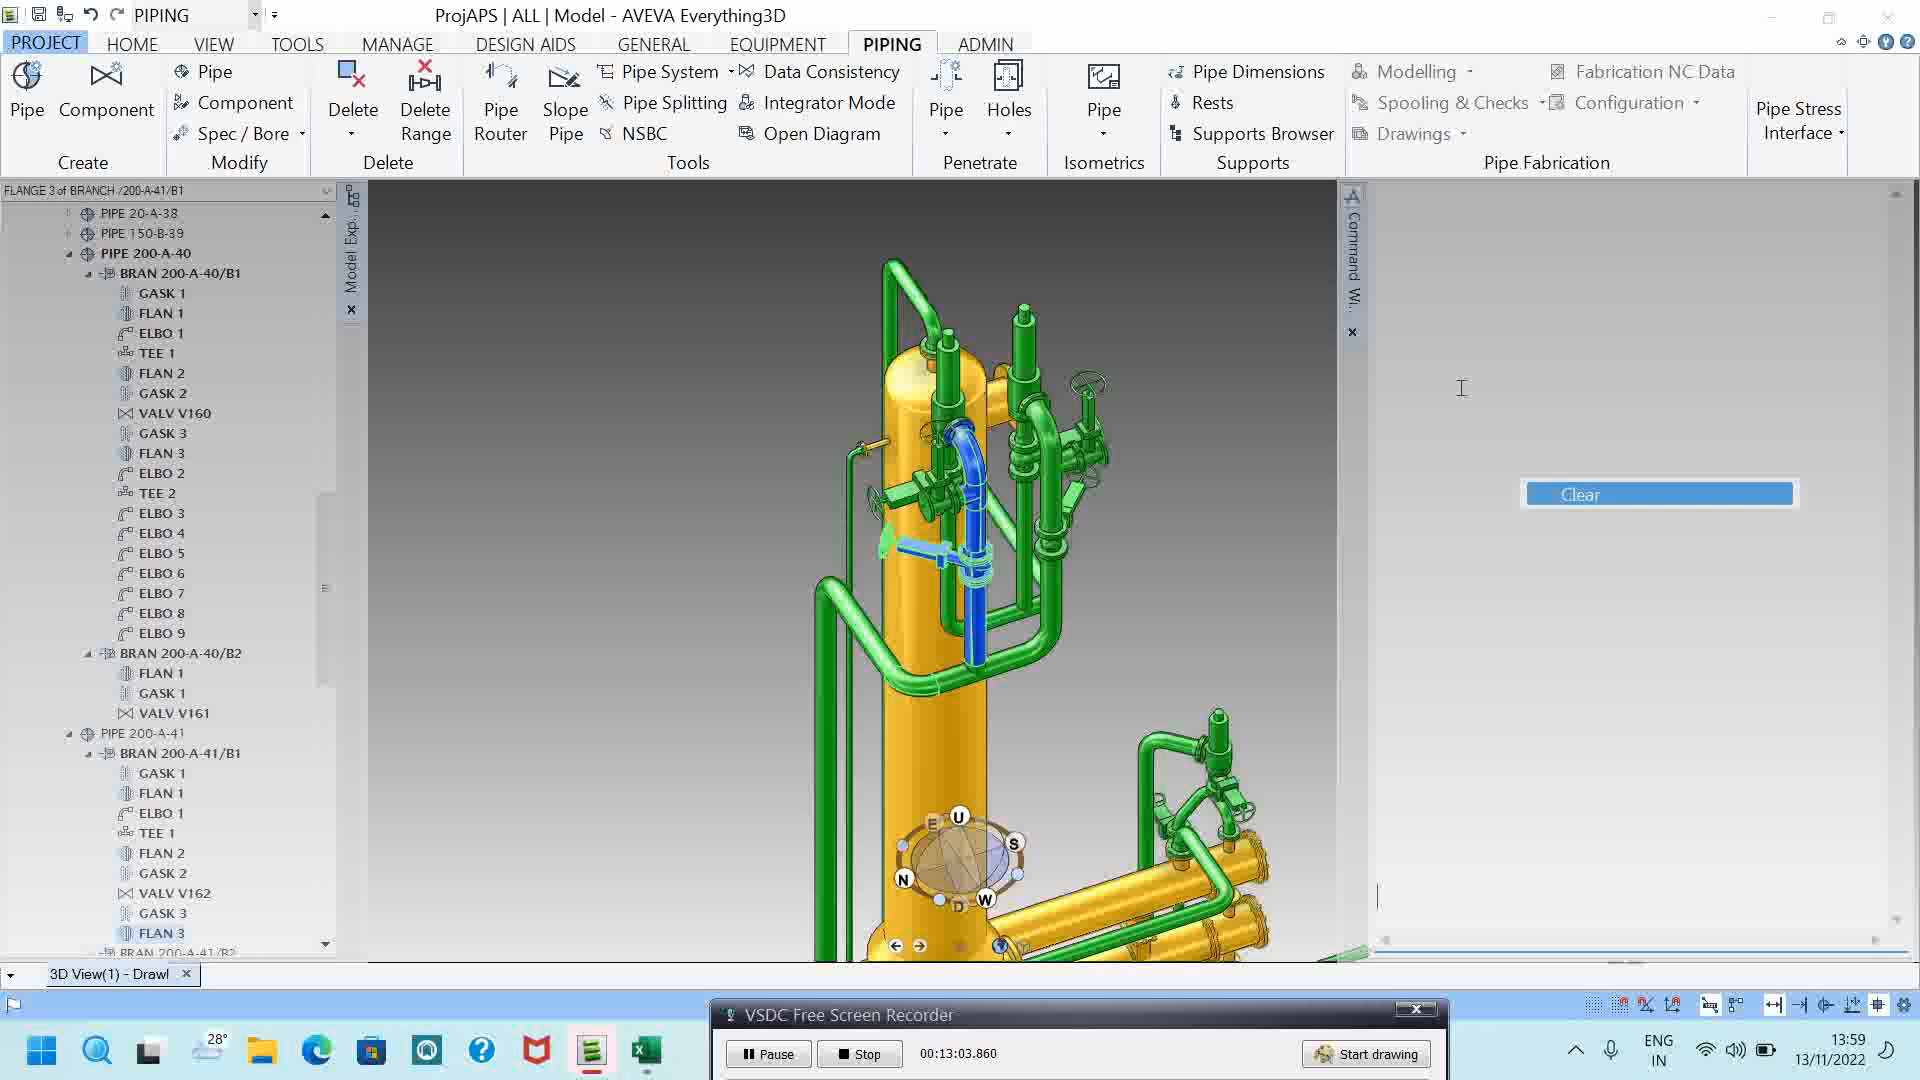 PIPING
ProjAPS | ALL | Model - AVEVA Everything3D
PROJECT HOME VIEW TOOLS MANAGE DESIGN AIDS GENERAL EQUIPMENT PIPING ADMIN
Pipe
Component
Create
Pipe
Component
Spec / Bore
Modify
Delete
Delete Range
Delete
Pipe Router
Slope Pipe
Pipe System
Pipe Splitting
NSBC
Data Consistency
Integrator Mode
Open Diagram
Tools
Pipe
Holes
Penetrate
Pipe
Isometrics
Pipe Dimensions
Rests
Supports Browser
Supports
Modelling
Spooling & Checks
Drawings
Fabrication NC Data
Configuration
Pipe Fabrication
Pipe Stress
Interface
FLANGE 3 of BRANCH /200-A-41/B1
PIPE 20-A-38
PIPE 150-B-39
PIPE 200-A-40
BRAN 200-A-40/B1
GASK 1
FLAN 1
ELBO 1
TEE 1
FLAN 2
GASK 2
VALV V160
GASK 3
FLAN 3
ELBO 2
TEE 2
ELBO 3
ELBO 4
ELBO 5
ELBO 6
ELBO 7
ELBO 8
ELBO 9
BRAN 200-A-40/B2
FLAN 1
GASK 1
VALV V161
PIPE 200-A-41
BRAN 200-A-41/B1
GASK 1
FLAN 1
ELBO 1
TEE 1
FLAN 2
GASK 2
VALV V162
GASK 3
FLAN 3
BRAN 200-A-41/B2
Model Exp...
Command Wi...
Clear
E U S N W D
3D View(1) - Drawl
VSDC Free Screen Recorder
Pause
Stop
00:13:03.860
Start drawing
28°
ENG
IN
13:59
13/11/2022